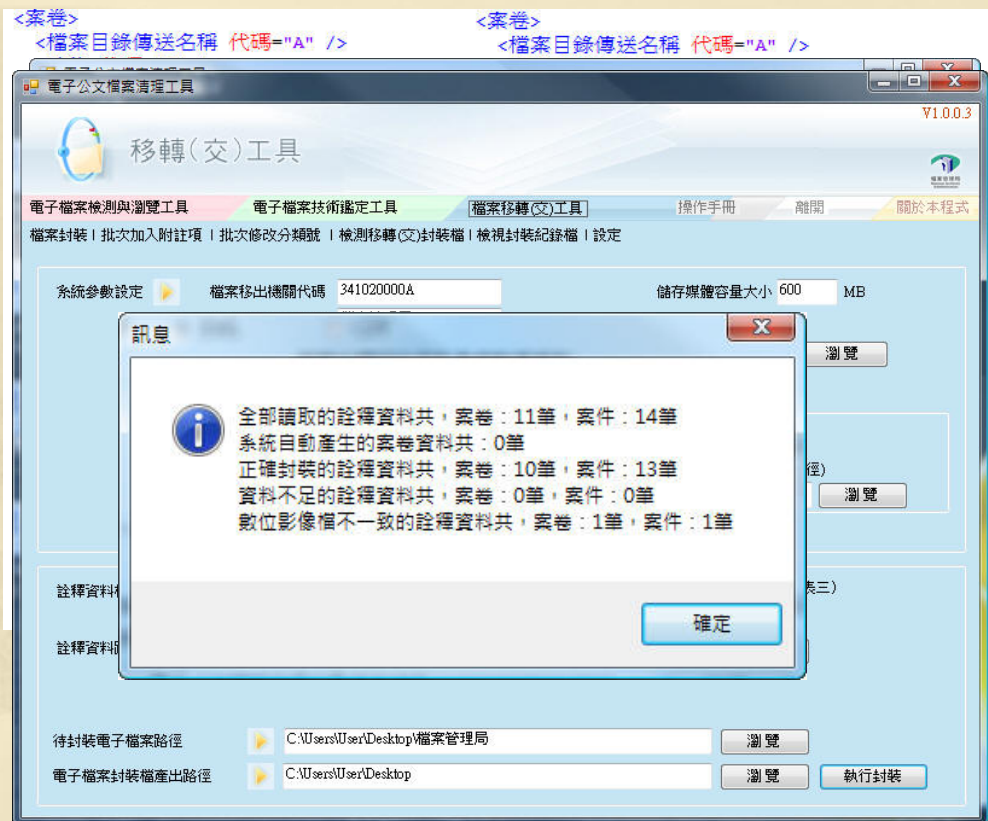 <案卷>
<檔案目錄傳送名稱 代碼="A" />
<案卷>
<檔案目錄傳送名稱 代碼="A" />
電子公文檔案清理工具
V1.0.0.3
移轉(交)工具
電子檔案檢測與瀏覽工具 電子檔案技術鑑定工具 檔案移轉(交)工具 操作手冊 離開 關於本程式
檔案封裝 | 批次加入附註項 | 批次修改分類號 | 檢測移轉(交)封裝檔 | 檢視封裝紀錄檔 | 設定
系統參數設定 檔案移出機關代碼 341020000A 儲存媒體容量大小 600 MB
瀏覽
訊息
全部讀取的詮釋資料共，案卷：11筆，案件：14筆
系統自動產生的案卷資料共：0筆
正確封裝的詮釋資料共，案卷：10筆，案件：13筆
資料不足的詮釋資料共，案卷：0筆，案件：0筆
數位影像檔不一致的詮釋資料共，案卷：1筆，案件：1筆
確定
徑)
瀏覽
詮釋資料
表三)
詮釋資料
待封裝電子檔案路徑 C:\Users\User\Desktop\檔案管理局 瀏覽
電子檔案封裝檔產出路徑 C:\Users\User\Desktop 瀏覽 執行封裝